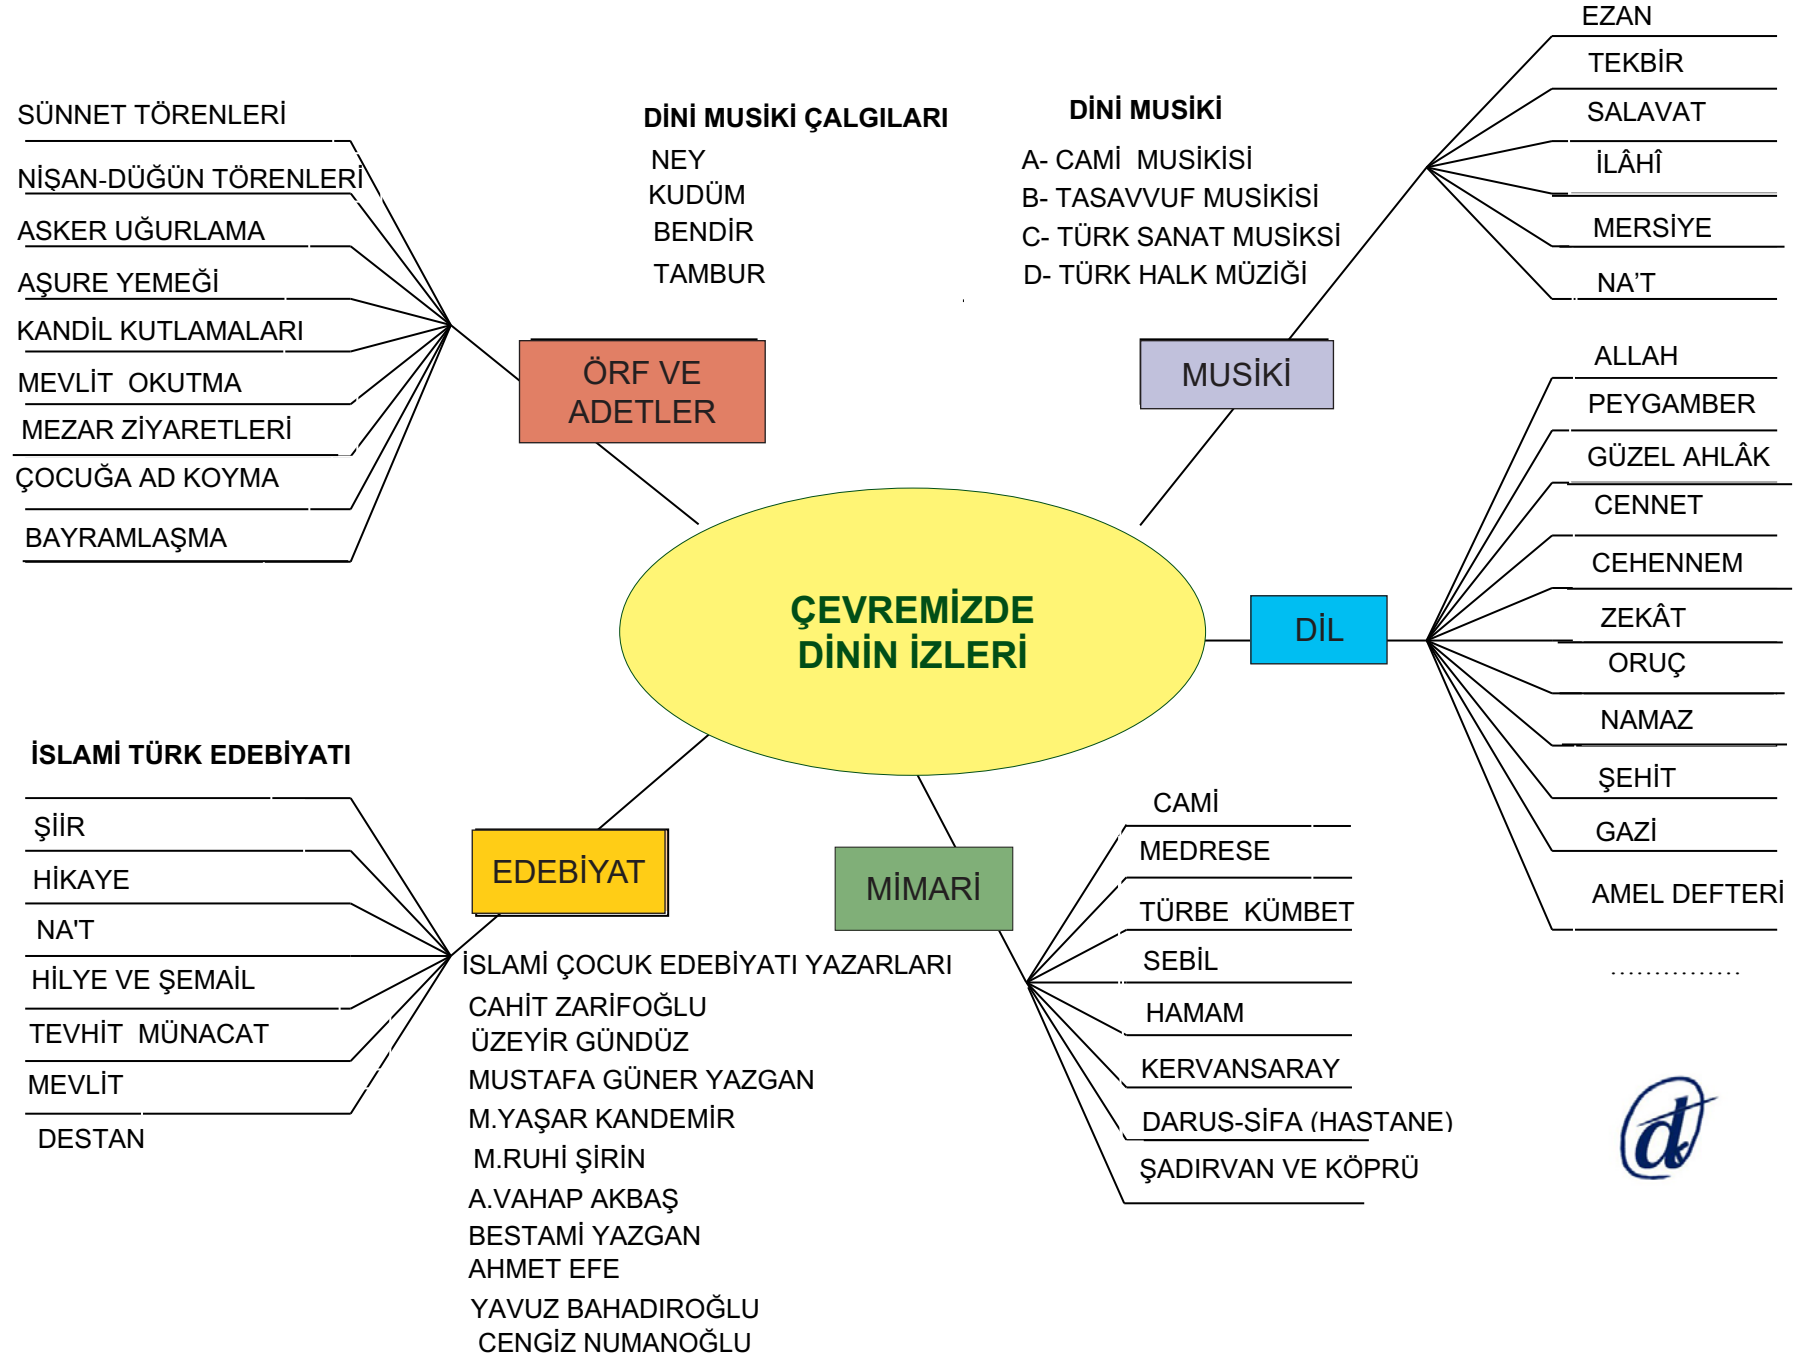 SÜNNET TÖRENLERİ
NİŞAN-DÜĞÜN TÖRENLERİ
ASKER UĞURLAMA
AŞURE YEMEĞİ
KANDİL KUTLAMALARI
MEVLİT OKUTMA
MEZAR ZİYARETLERİ
ÇOCUĞA AD KOYMA
BAYRAMLAŞMA
ÖRF VE
ADETLER
DİNİ MUSİKİ ÇALGILARI
NEY
KUDÜM
BENDİR
TAMBUR
DİNİ MUSİKİ
A- CAMİ MUSİKİSİ
B- TASAVVUF MUSİKİSİ
C- TÜRK SANAT MUSİKSİ
D- TÜRK HALK MÜZİĞİ
MUSİKİ
EZAN
TEKBİR
SALAVAT
İLÂHÎ
MERSİYE
NA’T
ÇEVREMİZDE
DİNİN İZLERİ
DİL
ALLAH
PEYGAMBER
GÜZEL AHLÂK
CENNET
CEHENNEM
ZEKÂT
ORUÇ
NAMAZ
ŞEHİT
GAZİ
AMEL DEFTERİ
...............
İSLAMİ TÜRK EDEBİYATI
ŞİİR
HİKAYE
NA'T
HİLYE VE ŞEMAİL
TEVHİT MÜNACAT
MEVLİT
DESTAN
EDEBİYAT
İSLAMİ ÇOCUK EDEBİYATI YAZARLARI
CAHİT ZARİFOĞLU
ÜZEYİR GÜNDÜZ
MUSTAFA GÜNER YAZGAN
M.YAŞAR KANDEMİR
M.RUHİ ŞİRİN
A.VAHAP AKBAŞ
BESTAMİ YAZGAN
AHMET EFE
YAVUZ BAHADIROĞLU
CENGİZ NUMANOĞLU
MİMARİ
CAMİ
MEDRESE
TÜRBE KÜMBET
SEBİL
HAMAM
KERVANSARAY
DARUS-SİFA (HASTANE)
ŞADIRVAN VE KÖPRÜ